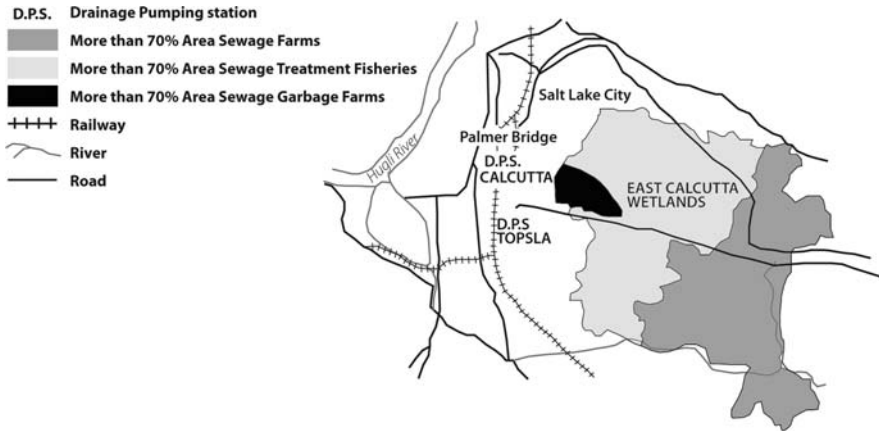 D.P.S. Drainage Pumping station
More than 70% Area Sewage Farms
More than 70% Area Sewage Treatment Fisheries
More than 70% Area Sewage Garbage Farms
Railway
River
Road
Hugli River
Salt Lake City
Palmer Bridge
D.P.S.
CALCUTTA
EAST CALCUTTA
WETLANDS
D.P.S
TOPSLA